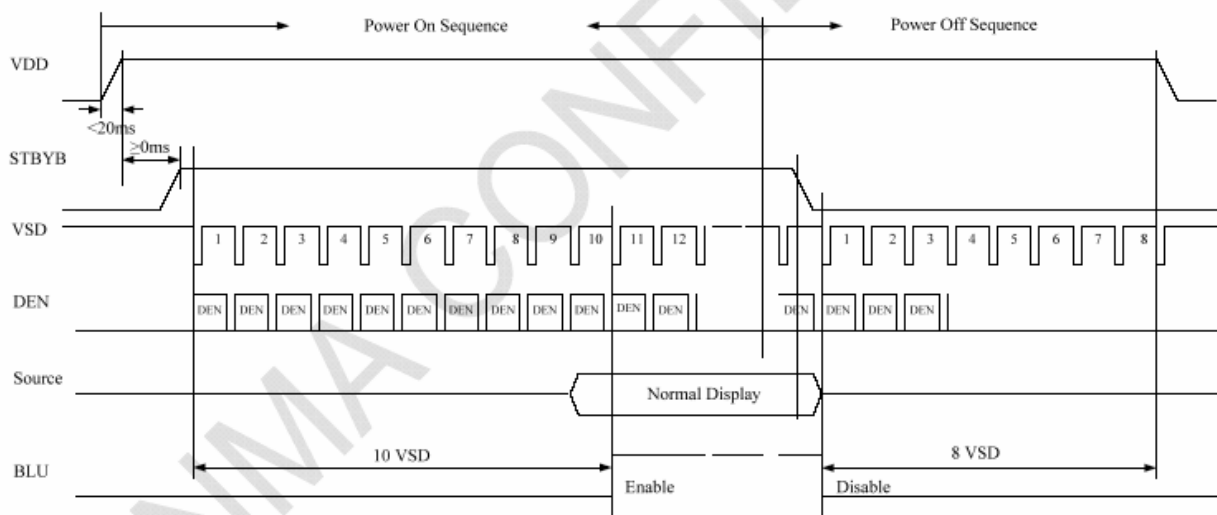 Power On Sequence
Power Off Sequence
VDD
<20ms
≥0ms
STBYB
VSD
1 2 3 4 5 6 7 8 9 10 11 12 1 2 3 4 5 6 7 8
DEN
DEN DEN DEN DEN DEN DEN DEN DEN DEN DEN DEN DEN DEN DEN DEN DEN
Source
Normal Display
10 VSD
8 VSD
BLU
Enable
Disable